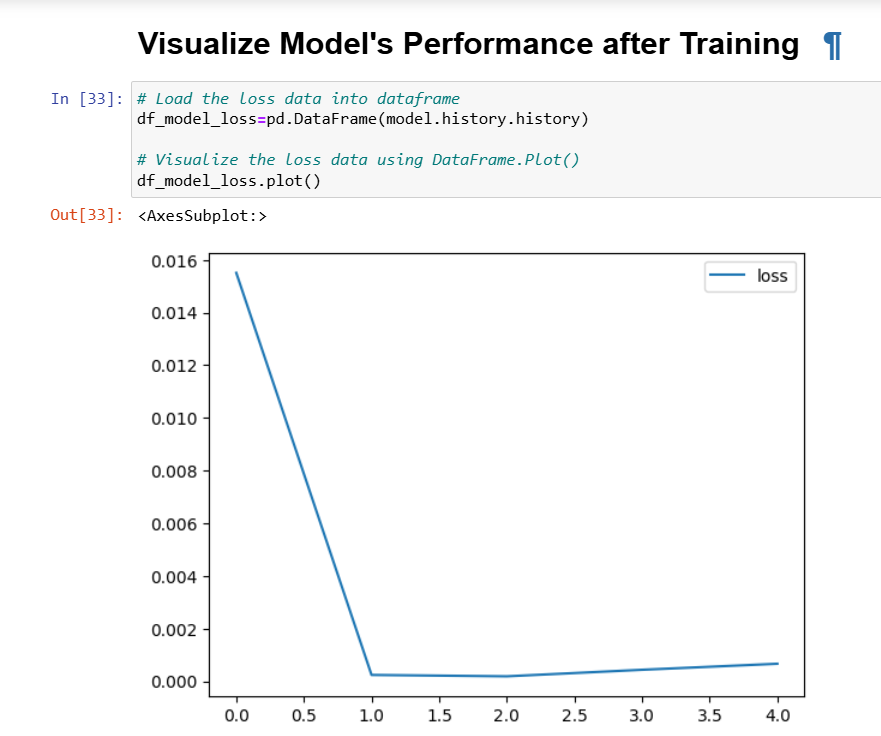 Visualize Model's Performance after Training ¶
In [33]: # Load the loss data into dataframe
df_model_loss=pd.DataFrame(model.history.history)
# Visualize the loss data using DataFrame.Plot()
df_model_loss.plot()
Out[33]: <AxesSubplot:>
loss
0.016
0.014
0.012
0.010
0.008
0.006
0.004
0.002
0.000
0.0 0.5 1.0 1.5 2.0 2.5 3.0 3.5 4.0